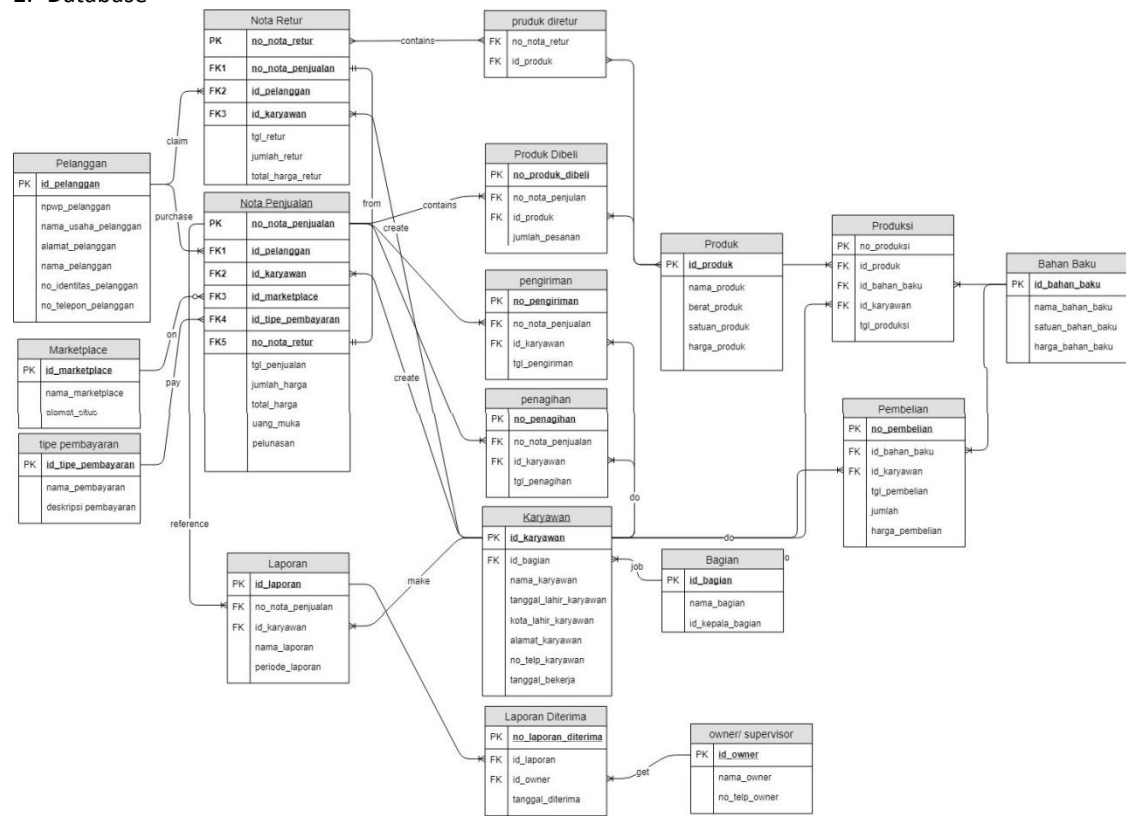 2. Database
Nota Retur
PK no_nota_retur
FK1 no_nota_penjualan
FK2 id_pelanggan
FK3 id_karyawan
tgl_retur
jumlah_retur
total_harga_retur
contains
pruduk diretur
FK no_nota_retur
FK id_produk
claim
Pelanggan
PK id_pelanggan
npwp_pelanggan
nama_usaha_pelanggan
alamat_pelanggan
nama_pelanggan
no_identitas_pelanggan
no_telepon_pelanggan
purchase
Nota Penjualan
PK no_nota_penjualan
FK1 id_pelanggan
FK2 id_karyawan
FK3 id_marketplace
FK4 id_tipe_pembayaran
FK5 no_nota_retur
tgl_penjualan
jumlah_harga
total_harga
uang_muka
pelunasan
from
create
contains
create
Produk Dibeli
PK no_produk_dibeli
FK no_nota_penjulan
FK id_produk
jumlah_pesanan
pengiriman
PK no_pengiriman
FK no_nota_penjualan
FK id_karyawan
tgl_pengiriman
penagihan
PK no_penagihan
FK no_nota_penjualan
FK id_karyawan
tgl_penagihan
Produk
PK id_produk
nama_produk
berat_produk
satuan_produk
harga_produk
Produksi
PK no_produksi
FK id_produk
FK id_bahan_baku
FK id_karyawan
tgl_produksi
Bahan Baku
PK id_bahan_baku
nama_bahan_baku
satuan_bahan_baku
harga_bahan_baku
Marketplace
PK id_marketplace
nama_marketplace
on
pay
tipe pembayaran
PK id_tipe_pembayaran
nama_pembayaran
deskripsi pembayaran
reference
Pembelian
PK no_pembelian
FK id_bahan_baku
FK id_karyawan
tgl_pembelian
jumlah
harga_pembelian
do
do
o
Karyawan
PK id_karyawan
FK id_bagian
nama_karyawan
tanggal_lahir_karyawan
kota_lahir_karyawan
alamat_karyawan
no_telp_karyawan
tanggal_bekerja
job
Bagian
PK id_bagian
nama_bagian
id_kepala_bagian
make
Laporan
PK id_laporan
FK no_nota_penjualan
FK id_karyawan
nama_laporan
periode_laporan
Laporan Diterima
PK no_laporan_diterima
FK id_laporan
FK id_owner
tanggal_diterima
get
owner/ supervisor
PK id_owner
nama_owner
no_telp_owner